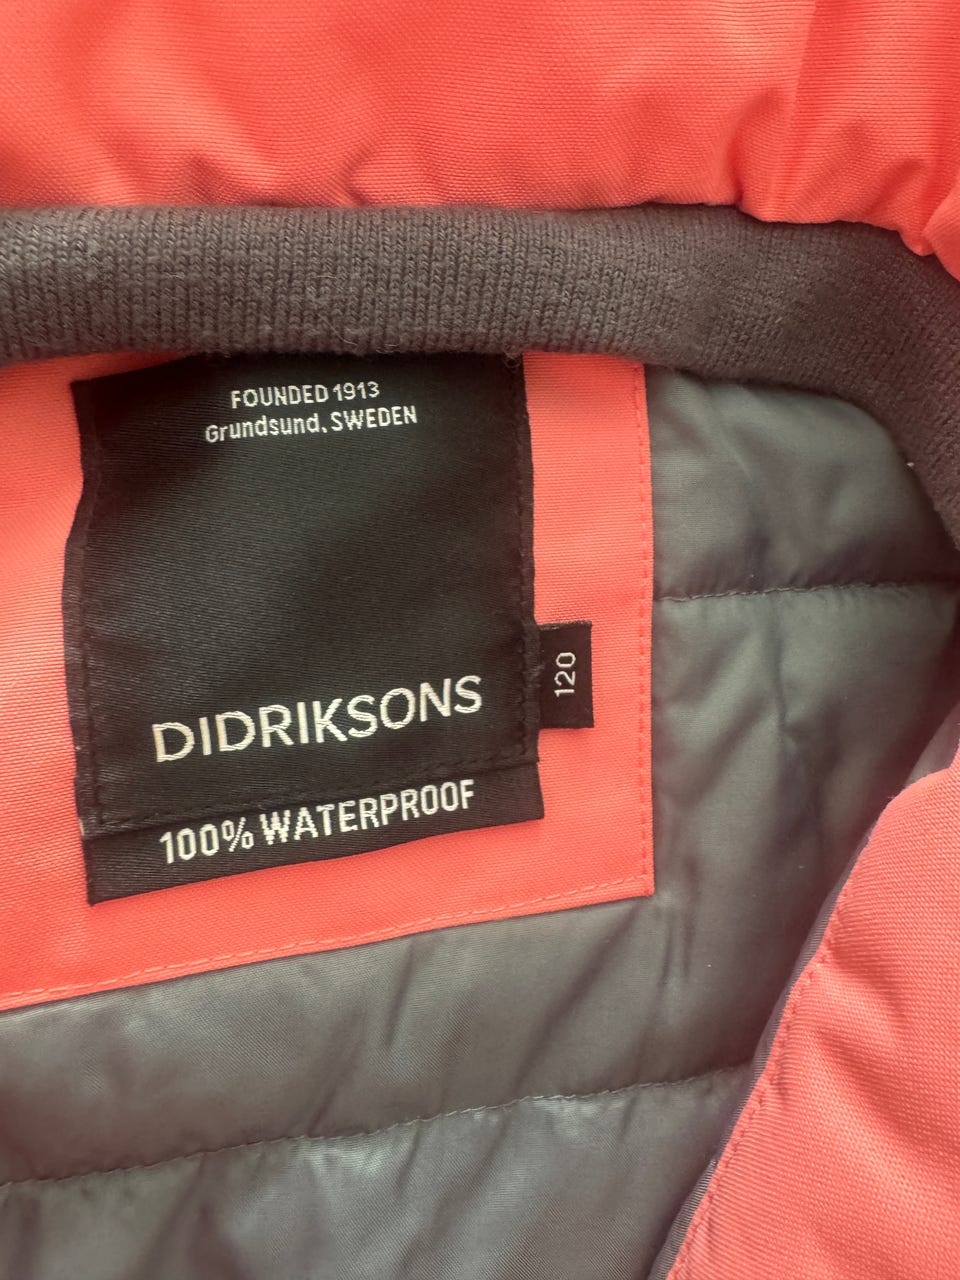 FOUNDED 1913
Grundsund, SWEDEN
DIDRIKSONS
100% WATERPROOF
120